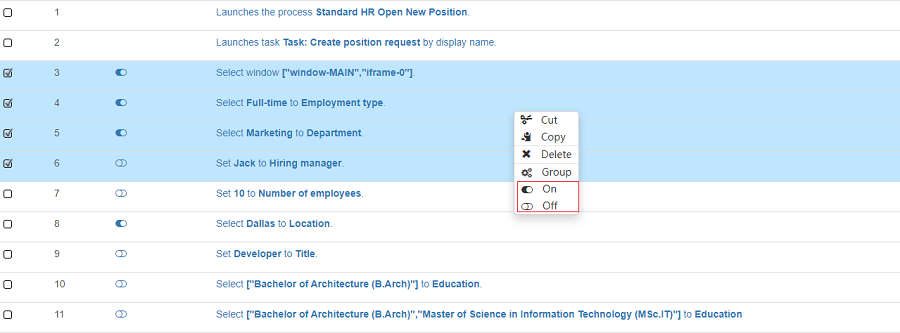 1 Launches the process Standard HR Open New Position.
2 Launches task Task: Create position request by display name.
3 Select window ["window-MAIN","iframe-0"].
4 Select Full-time to Employment type.
5 Select Marketing to Department.
6 Set Jack to Hiring manager.
7 Set 10 to Number of employees.
8 Select Dallas to Location.
9 Set Developer to Title.
10 Select ["Bachelor of Architecture (B.Arch)"] to Education.
11 Select ["Bachelor of Architecture (B.Arch)","Master of Science in Information Technology (MSc.IT)"] to Education
Cut
Copy
Delete
Group
On
Off